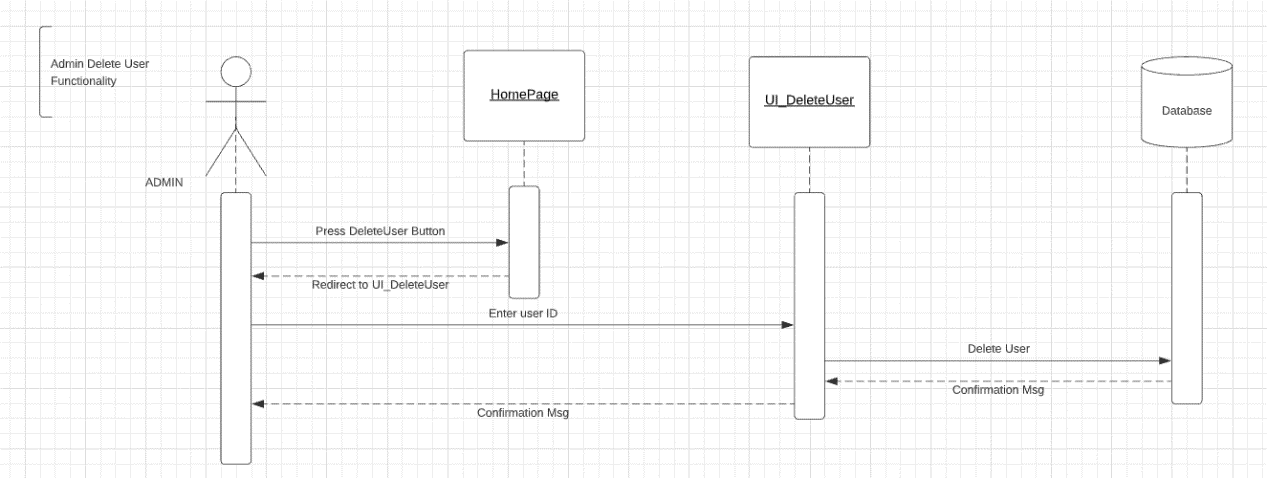 Admin Delete User
Functionality
HomePage
UI_DeleteUser
Database
ADMIN
Press DeleteUser Button
Redirect to UI_DeleteUser
Enter user ID
Delete User
Confirmation Msg
Confirmation Msg